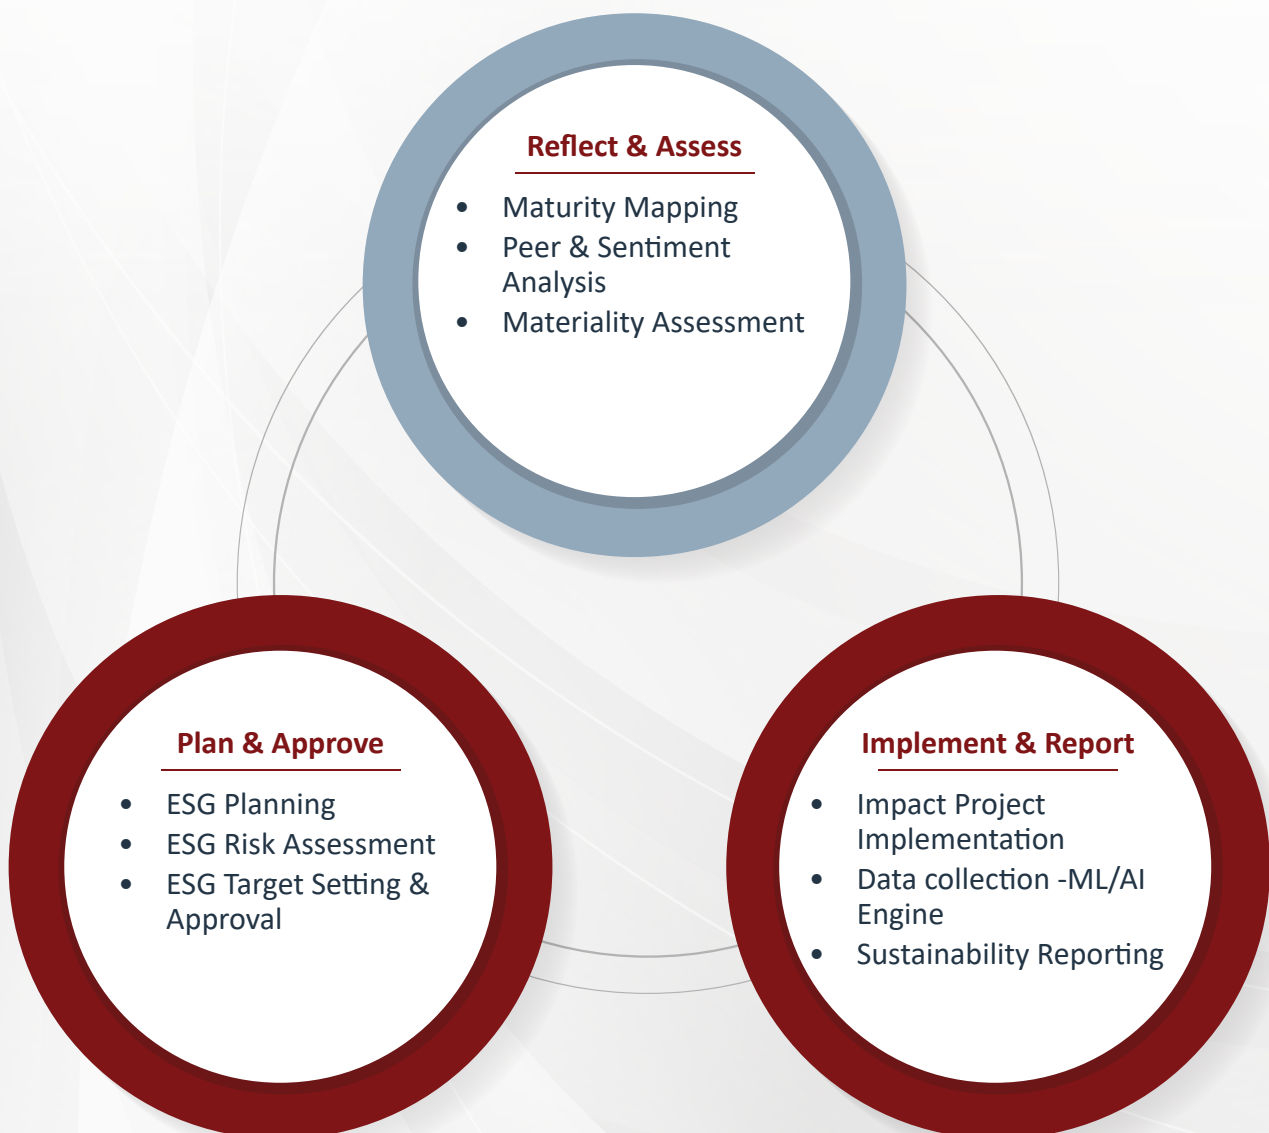 Reflect & Assess
• Maturity Mapping
• Peer & Sentiment
Analysis
• Materiality Assessment
Plan & Approve
• ESG Planning
• ESG Risk Assessment
• ESG Target Setting &
Approval
Implement & Report
• Impact Project
Implementation
• Data collection -ML/AI
Engine
• Sustainability Reporting